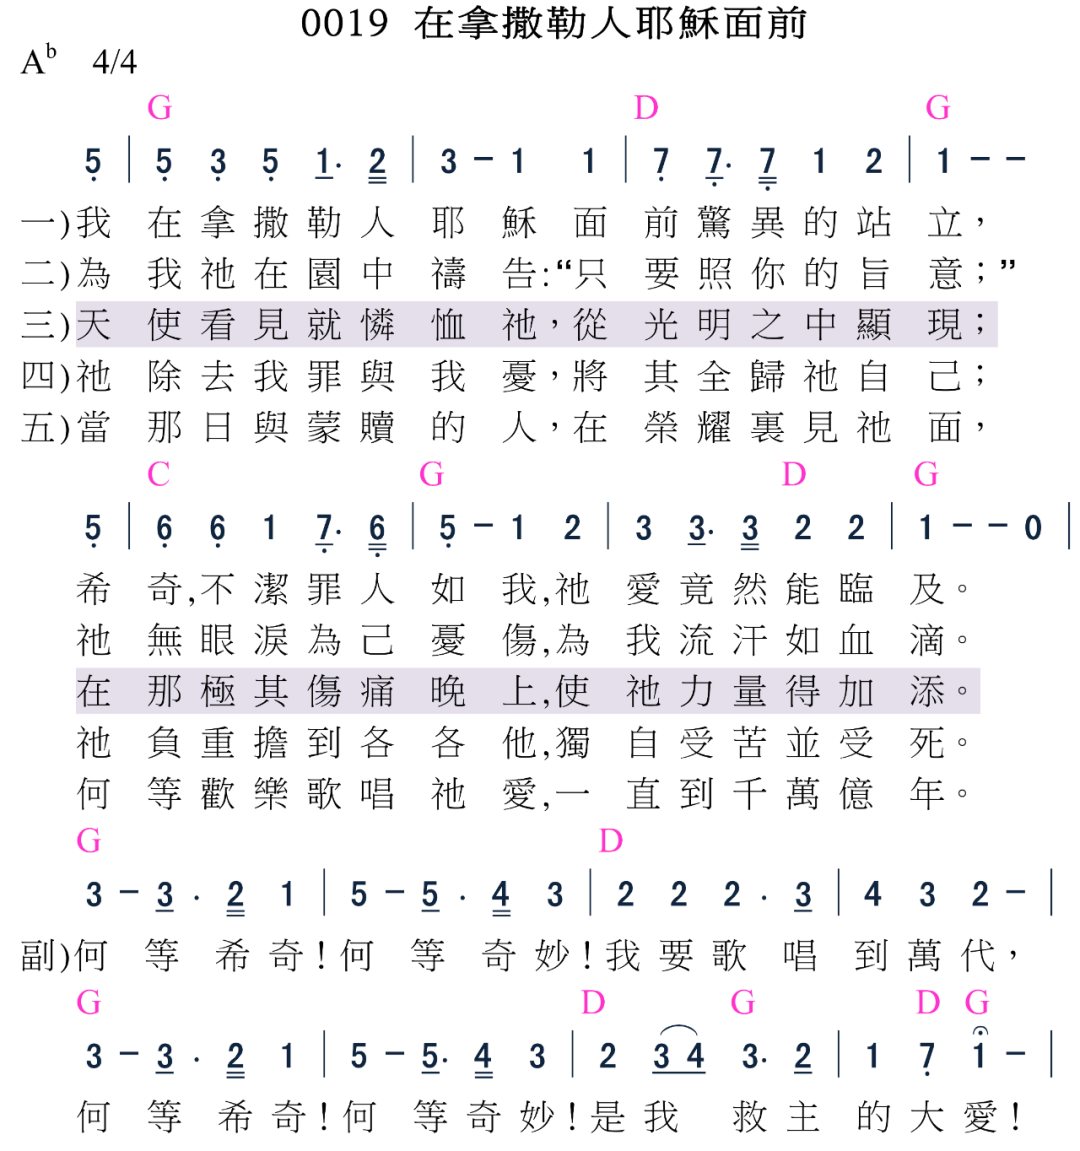 0019 在拿撒勒人耶穌面前
A♭ 4/4
G D G
5 | 5 3 5 1· 2 | 3 – 1 1 | 7 7· 7 1 2 | 1 – –
一)我 在拿撒勒人 耶 穌 面 前驚異的站 立，
二)為 我祂在園中 禱 告:“只 要照你的旨 意；”
三)天 使看見就憐 恤 祂，從 光明之中顯 現；
四)祂 除去我罪與 我 憂，將 其全歸祂自 己；
五)當 那日與蒙贖 的 人，在 榮耀裏見祂 面，
C G D G
5 | 6 6 1 7· 6 | 5 – 1 2 | 3 3· 3 2 2 | 1 – – 0 |
希 奇,不潔罪人 如 我,祂 愛竟然能臨 及。
祂 無眼淚為己 憂 傷,為 我流汗如血 滴。
在 那極其傷痛 晚 上,使 祂力量得加 添。
祂 負重擔到各 各 他,獨 自受苦並受 死。
何 等歡樂歌唱 祂 愛,一 直到千萬億 年。
G D
3 – 3 · 2 1 | 5 – 5 · 4 3 | 2 2 2 · 3 | 4 3 2 – |
副)何 等 希奇!何 等 奇妙!我要歌 唱 到萬代，
G D G D G
3 – 3 · 2 1 | 5 – 5· 4 3 | 2 3 4 3· 2 | 1 7 1 – |
何 等 希奇!何 等奇妙!是我 救主 的大愛!